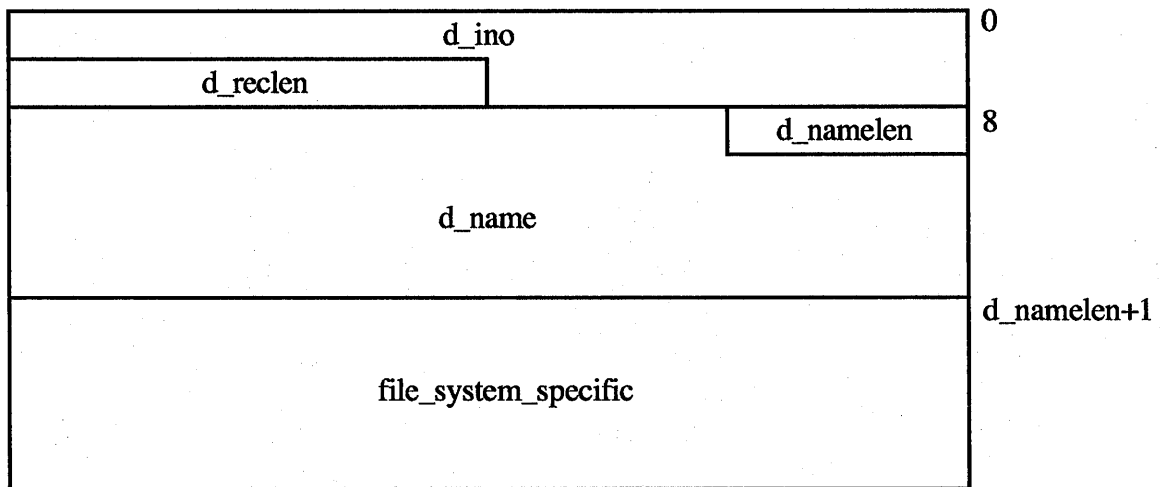 d_ino
0
d_reclen
8
d_namelen
d_name
d_namelen+1
file_system_specific